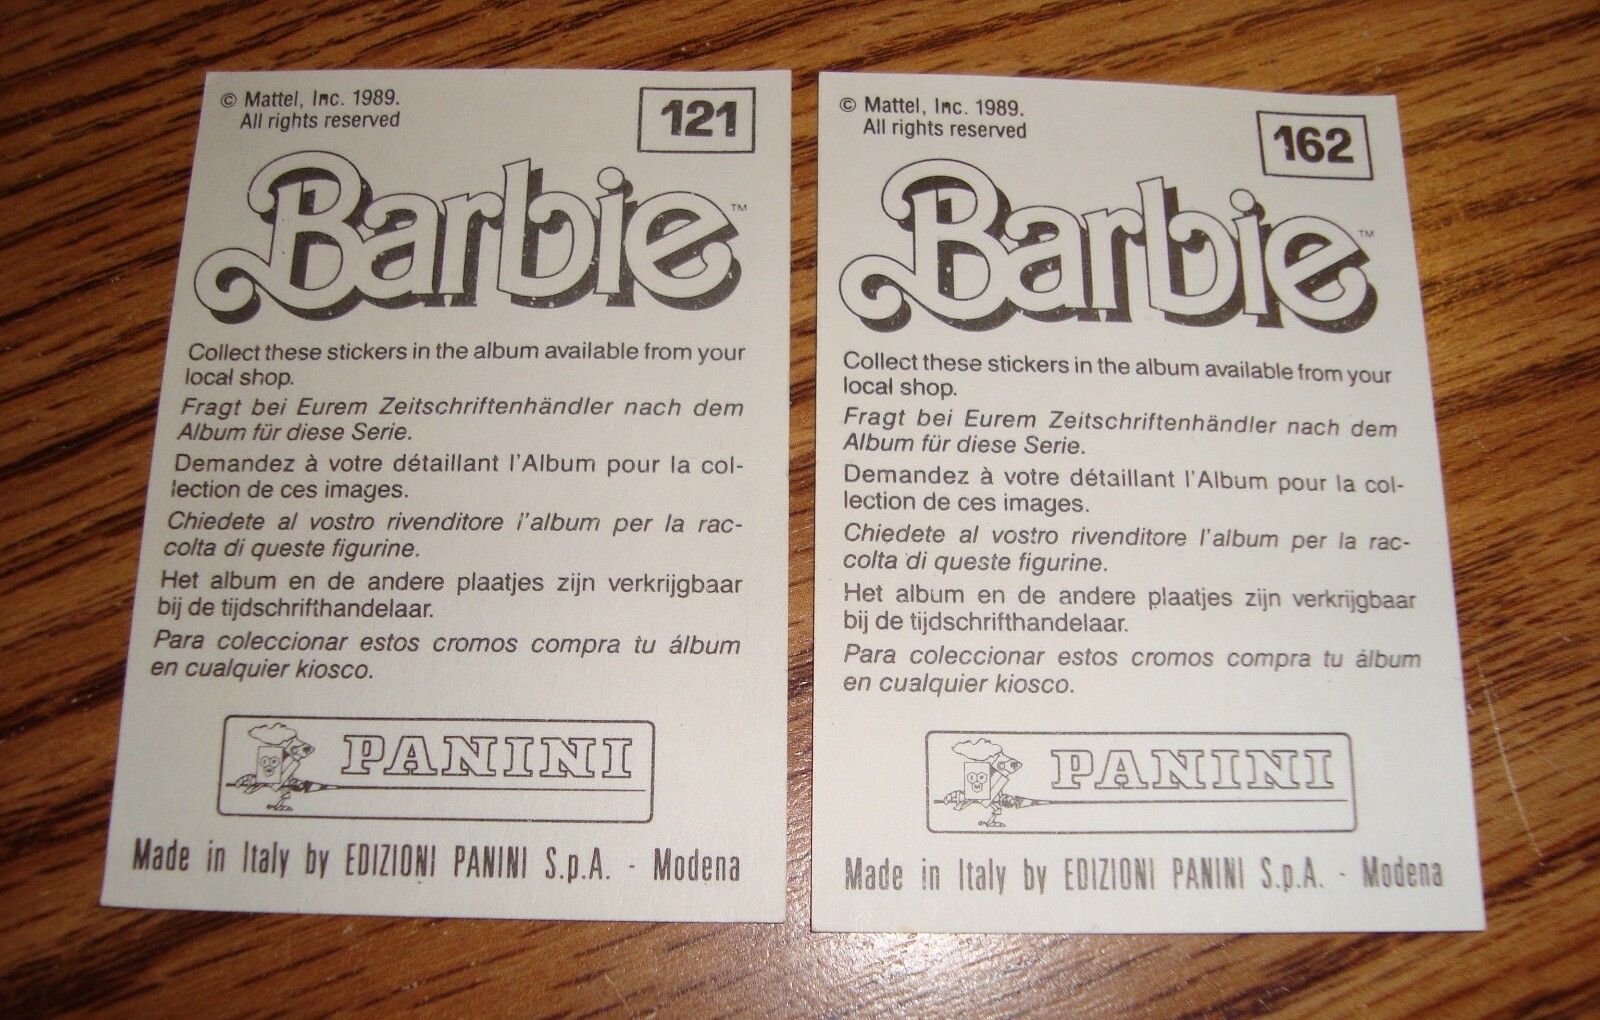 © Mattel, Inc. 1989.
All rights reserved
121
Barbie™
Collect these stickers in the album available from your
local shop.
Fragt bei Eurem Zeitschriftenhändler nach dem
Album für diese Serie.
Demandez à votre détaillant l'Album pour la col-
lection de ces images.
Chiedete al vostro rivenditore l'album per la rac-
colta di queste figurine.
Het album en de andere plaatjes zijn verkrijgbaar
bij de tijdschrifthandelaar.
Para coleccionar estos cromos compra tu álbum
en cualquier kiosco.
PANINI
Made in Italy by EDIZIONI PANINI S.p.A. - Modena
© Mattel, Inc. 1989.
All rights reserved
162
Barbie™
Collect these stickers in the album available from your
local shop.
Fragt bei Eurem Zeitschriftenhändler nach dem
Album für diese Serie.
Demandez à votre détaillant l'Album pour la col-
lection de ces images.
Chiedete al vostro rivenditore l'album per la rac-
colta di queste figurine.
Het album en de andere plaatjes zijn verkrijgbaar
bij de tijdschrifthandelaar.
Para coleccionar estos cromos compra tu álbum
en cualquier kiosco.
PANINI
Made in Italy by EDIZIONI PANINI S.p.A. - Modena